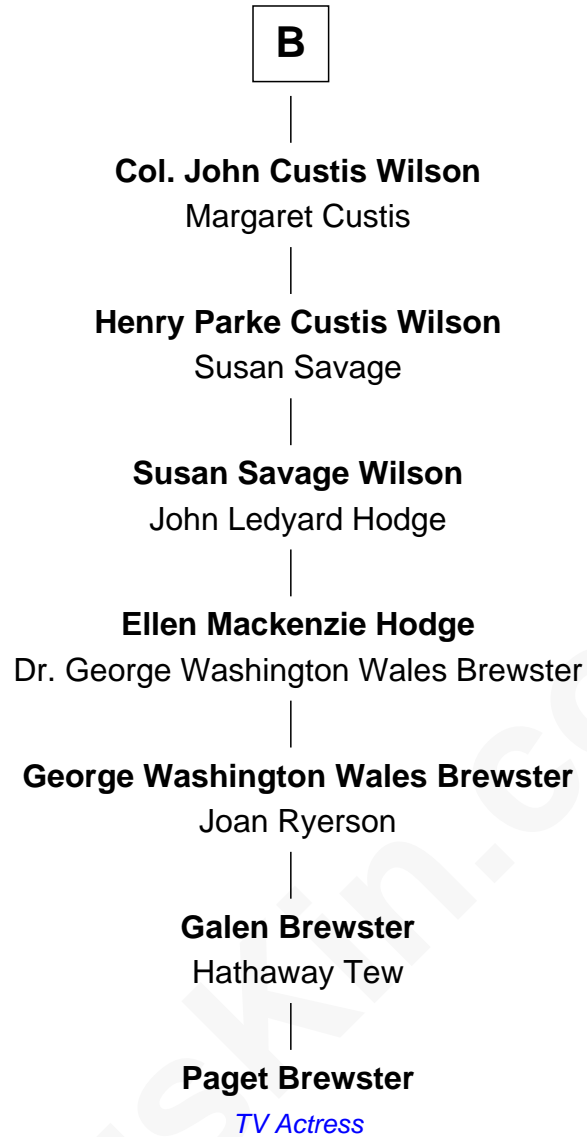 B
Col. John Custis Wilson
Margaret Custis
Henry Parke Custis Wilson
Susan Savage
Susan Savage Wilson
John Ledyard Hodge
Ellen Mackenzie Hodge
Dr. George Washington Wales Brewster
George Washington Wales Brewster
Joan Ryerson
Galen Brewster
Hathaway Tew
Paget Brewster
TV Actress